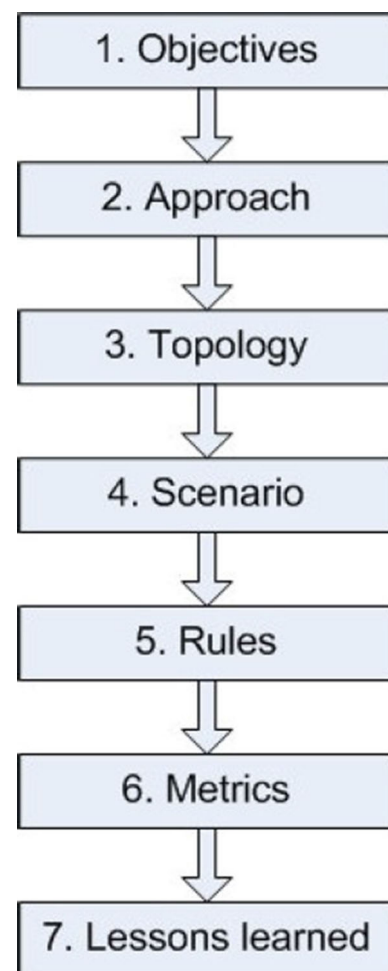 1. Objectives
2. Approach
3. Topology
4. Scenario
5. Rules
6. Metrics
7. Lessons learned